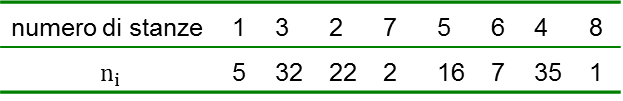 numero di stanze 1 3 2 7 5 6 4 8
nᵢ 5 32 22 2 16 7 35 1